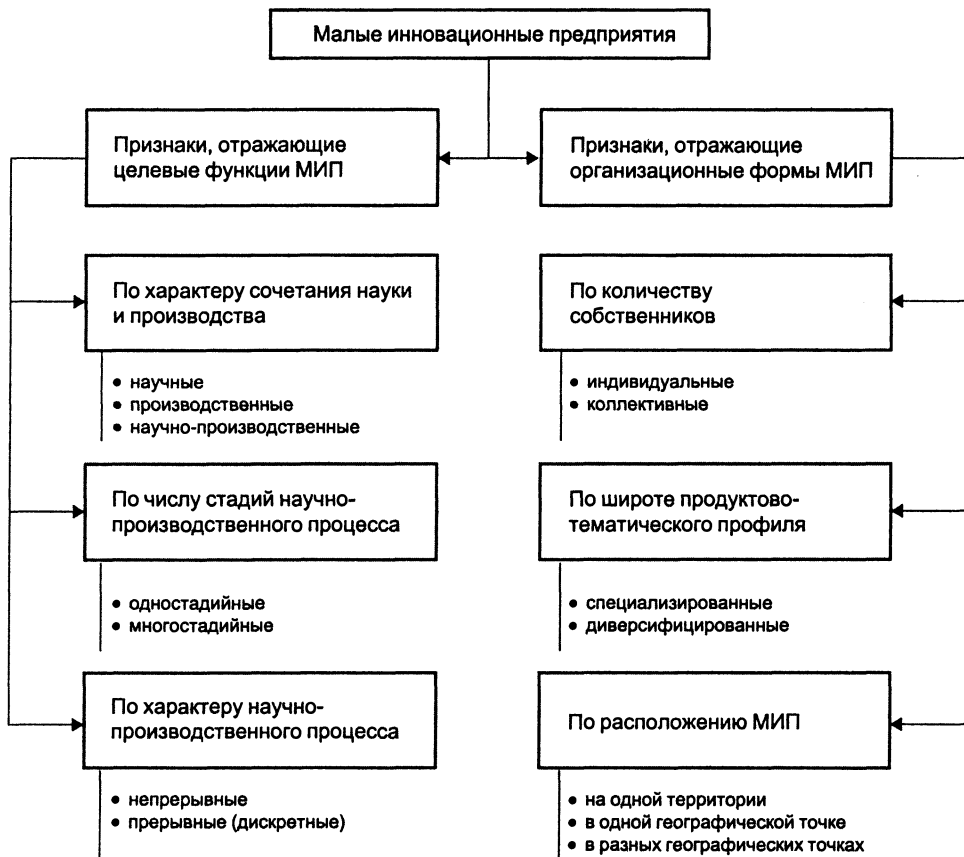 Малые инновационные предприятия
Признаки, отражающие
целевые функции МИП
Признаки, отражающие
организационные формы МИП
По характеру сочетания науки
и производства
• научные
• производственные
• научно-производственные
По количеству
собственников
• индивидуальные
• коллективные
По числу стадий научно-
производственного процесса
• одностадийные
• многостадийные
По широте продуктово-
тематического профиля
• специализированные
• диверсифицированные
По характеру научно-
производственного процесса
• непрерывные
• прерывные (дискретные)
По расположению МИП
• на одной территории
• в одной географической точке
• в разных географических точках